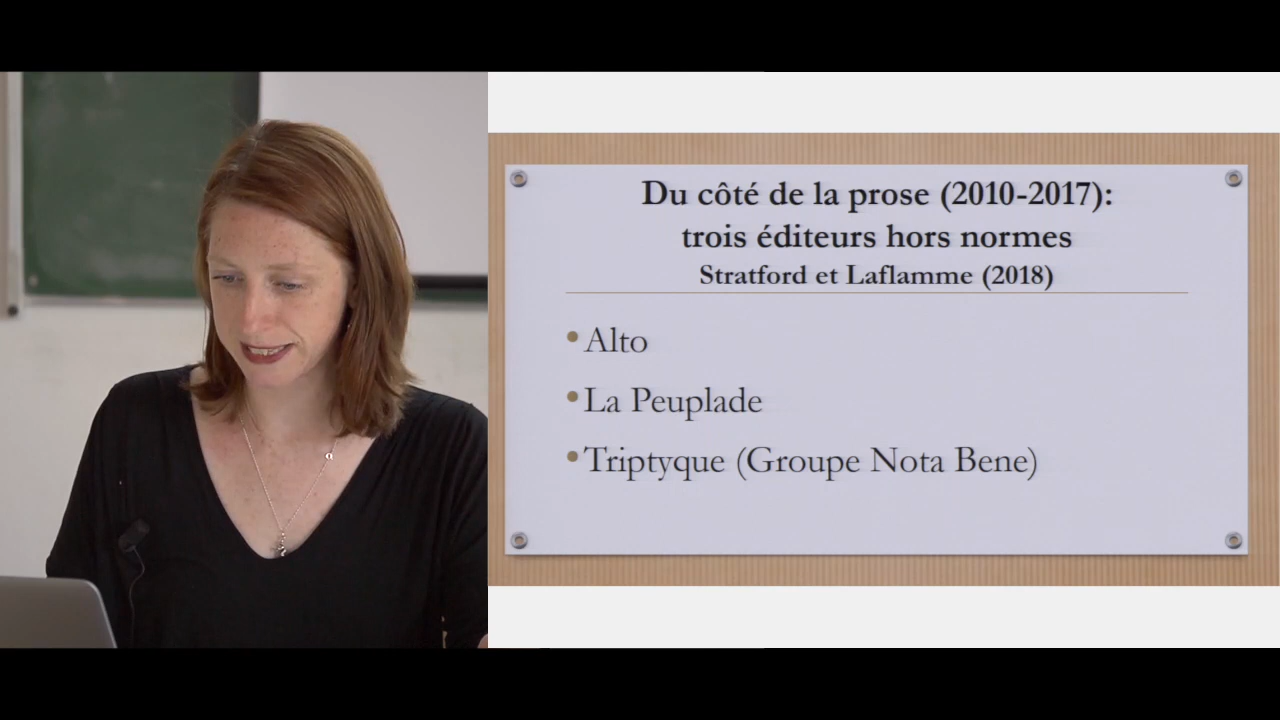 Du côté de la prose (2010-2017):
trois éditeurs hors normes
Stratford et Laflamme (2018)
•Alto
•La Peuplade
•Triptyque (Groupe Nota Bene)